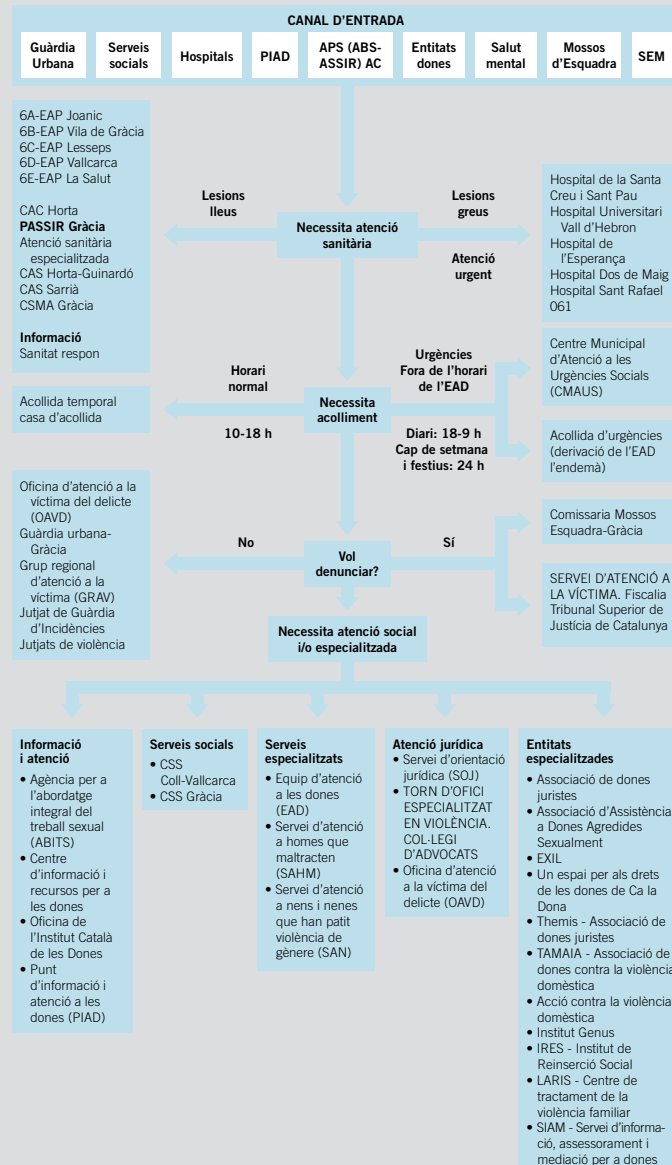 CANAL D'ENTRADA
Guàrdia
Urbana
Serveis
socials
Hospitals
PIAD
APS (ABS-
ASSIR) AC
Entitats
dones
Salut
mental
Mossos
d'Esquadra
SEM
6A-EAP Joanic
6B-EAP Vila de Gràcia
6C-EAP Lesseps
6D-EAP Vallcarca
6E-EAP La Salut
CAC Horta
PASSIR Gràcia
Atenció sanitària
especialitzada
CAS Horta-Guinardó
CAS Sarrià
CSMA Gràcia
Informació
Sanitat respon
Lesions
lleus
Necessita atenció
sanitària
Lesions
greus
Atenció
urgent
Hospital de la Santa
Creu i Sant Pau
Hospital Universitari
Vall d'Hebron
Hospital de
l'Esperança
Hospital Dos de Maig
Hospital Sant Rafael
061
Acollida temporal
casa d'acollida
Horari
normal
10-18 h
Necessita
acolliment
Urgències
Fora de l'horari
de l'EAD
Diari: 18-9 h
Cap de setmana
i festius: 24 h
Centre Municipal
d'Atenció a les
Urgències Socials
(CMAUS)
Acollida d'urgències
(derivació de l'EAD
l'endemà)
Oficina d'atenció a la
víctima del delicte
(OAVD)
Guàrdia urbana-
Gràcia
Grup regional
d'atenció a la
víctima (GRAV)
Jutjat de Guàrdia
d'Incidències
Jutjats de violència
No
Vol
denunciar?
Sí
Comissaria Mossos
Esquadra-Gràcia
SERVEI D'ATENCIÓ A
LA VÍCTIMA. Fiscalia
Tribunal Superior de
Justícia de Catalunya
Necessita atenció social
i/o especialitzada
Informació
i atenció
• Agència per a
l'abordatge
integral del
treball sexual
(ABITS)
• Centre
d'informació i
recursos per a
les dones
• Oficina de
l'Institut Català
de les Dones
• Punt
d'informació i
atenció a les
dones (PIAD)
Serveis socials
• CSS
Coll-Vallcarca
• CSS Gràcia
Serveis
especialitzats
• Equip d'atenció
a les dones
(EAD)
• Servei d'atenció
a homes que
maltracten
(SAHM)
• Servei d'atenció
a nens i nenes
que han patit
violència de
gènere (SAN)
Atenció jurídica
• Servei d'orientació
jurídica (SOJ)
• TORN D'OFICI
ESPECIALITZAT
EN VIOLÈNCIA.
COL·LEGI
D'ADVOCATS
• Oficina d'atenció
a la víctima del
delicte (OAVD)
Entitats
especialitzades
• Associació de dones
juristes
• Associació d'Assistència
a Dones Agredides
Sexualment
• EXIL
• Un espai per als drets
de les dones de Ca la
Dona
• Themis - Associació de
dones juristes
• TAMAIA - Associació de
dones contra la violència
domèstica
• Acció contra la violència
domèstica
• Institut Genus
• IRES - Institut de
Reinserció Social
• LARIS - Centre de
tractament de la
violència familiar
• SIAM - Servei d'informa-
ció, assessorament i
mediació per a dones